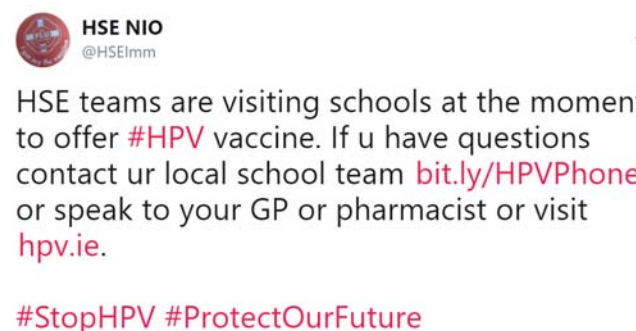 HSE NIO
@HSEImm
HSE teams are visiting schools at the momen
to offer #HPV vaccine. If u have questions
contact ur local school team bit.ly/HPVPhone
or speak to your GP or pharmacist or visit
hpv.ie.
#StopHPV #ProtectOurFuture